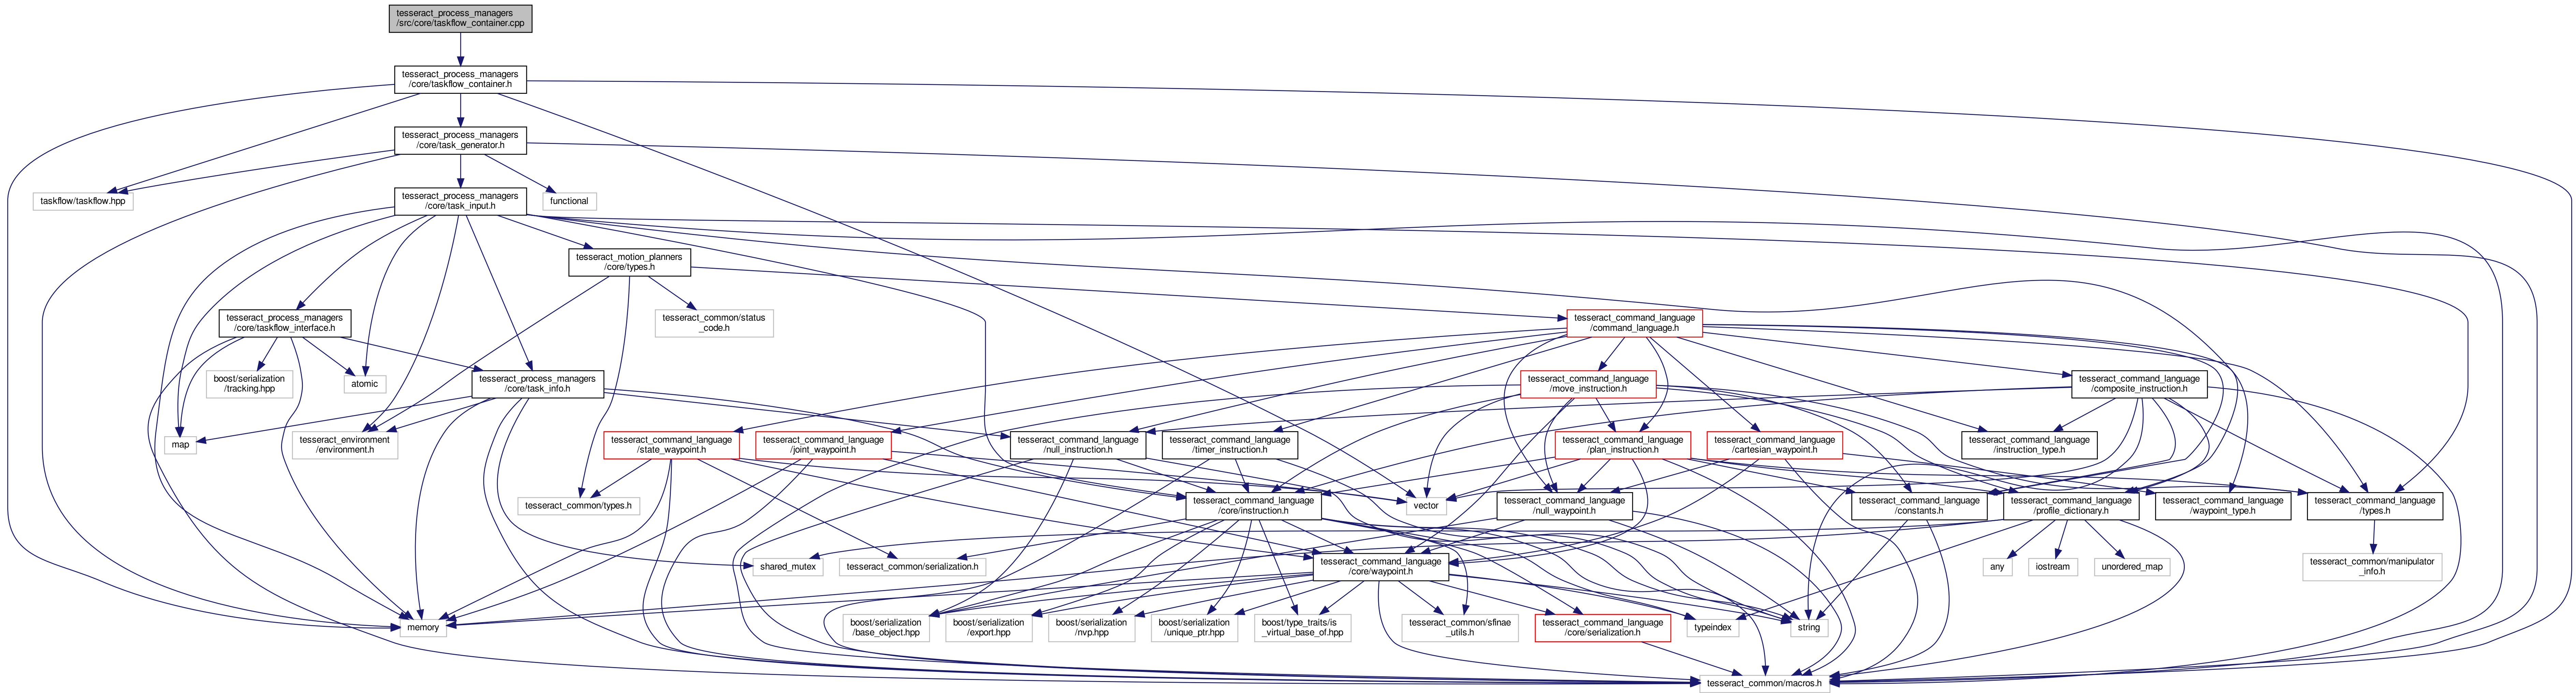 tesseract_process_managers
/src/core/taskflow_container.cpp
tesseract_process_managers
/core/taskflow_container.h
tesseract_process_managers
/core/task_generator.h
taskflow/taskflow.hpp
tesseract_process_managers
/core/task_input.h
functional
tesseract_motion_planners
/core/types.h
tesseract_process_managers
/core/taskflow_interface.h
tesseract_common/status
_code.h
tesseract_command_language
/command_language.h
boost/serialization
/tracking.hpp
atomic
tesseract_process_managers
/core/task_info.h
tesseract_command_language
/move_instruction.h
tesseract_command_language
/composite_instruction.h
map
tesseract_environment
/environment.h
tesseract_command_language
/state_waypoint.h
tesseract_command_language
/joint_waypoint.h
tesseract_command_language
/null_instruction.h
tesseract_command_language
/timer_instruction.h
tesseract_command_language
/plan_instruction.h
tesseract_command_language
/cartesian_waypoint.h
tesseract_command_language
/instruction_type.h
tesseract_common/types.h
tesseract_command_language
/core/instruction.h
vector
tesseract_command_language
/null_waypoint.h
tesseract_command_language
/constants.h
tesseract_command_language
/profile_dictionary.h
tesseract_command_language
/waypoint_type.h
tesseract_command_language
/types.h
shared_mutex
tesseract_common/serialization.h
tesseract_command_language
/core/waypoint.h
any
iostream
unordered_map
tesseract_common/manipulator
_info.h
memory
boost/serialization
/base_object.hpp
boost/serialization
/export.hpp
boost/serialization
/nvp.hpp
boost/serialization
/unique_ptr.hpp
boost/type_traits/is
_virtual_base_of.hpp
tesseract_common/sfinae
_utils.h
tesseract_command_language
/core/serialization.h
typeindex
string
tesseract_common/macros.h